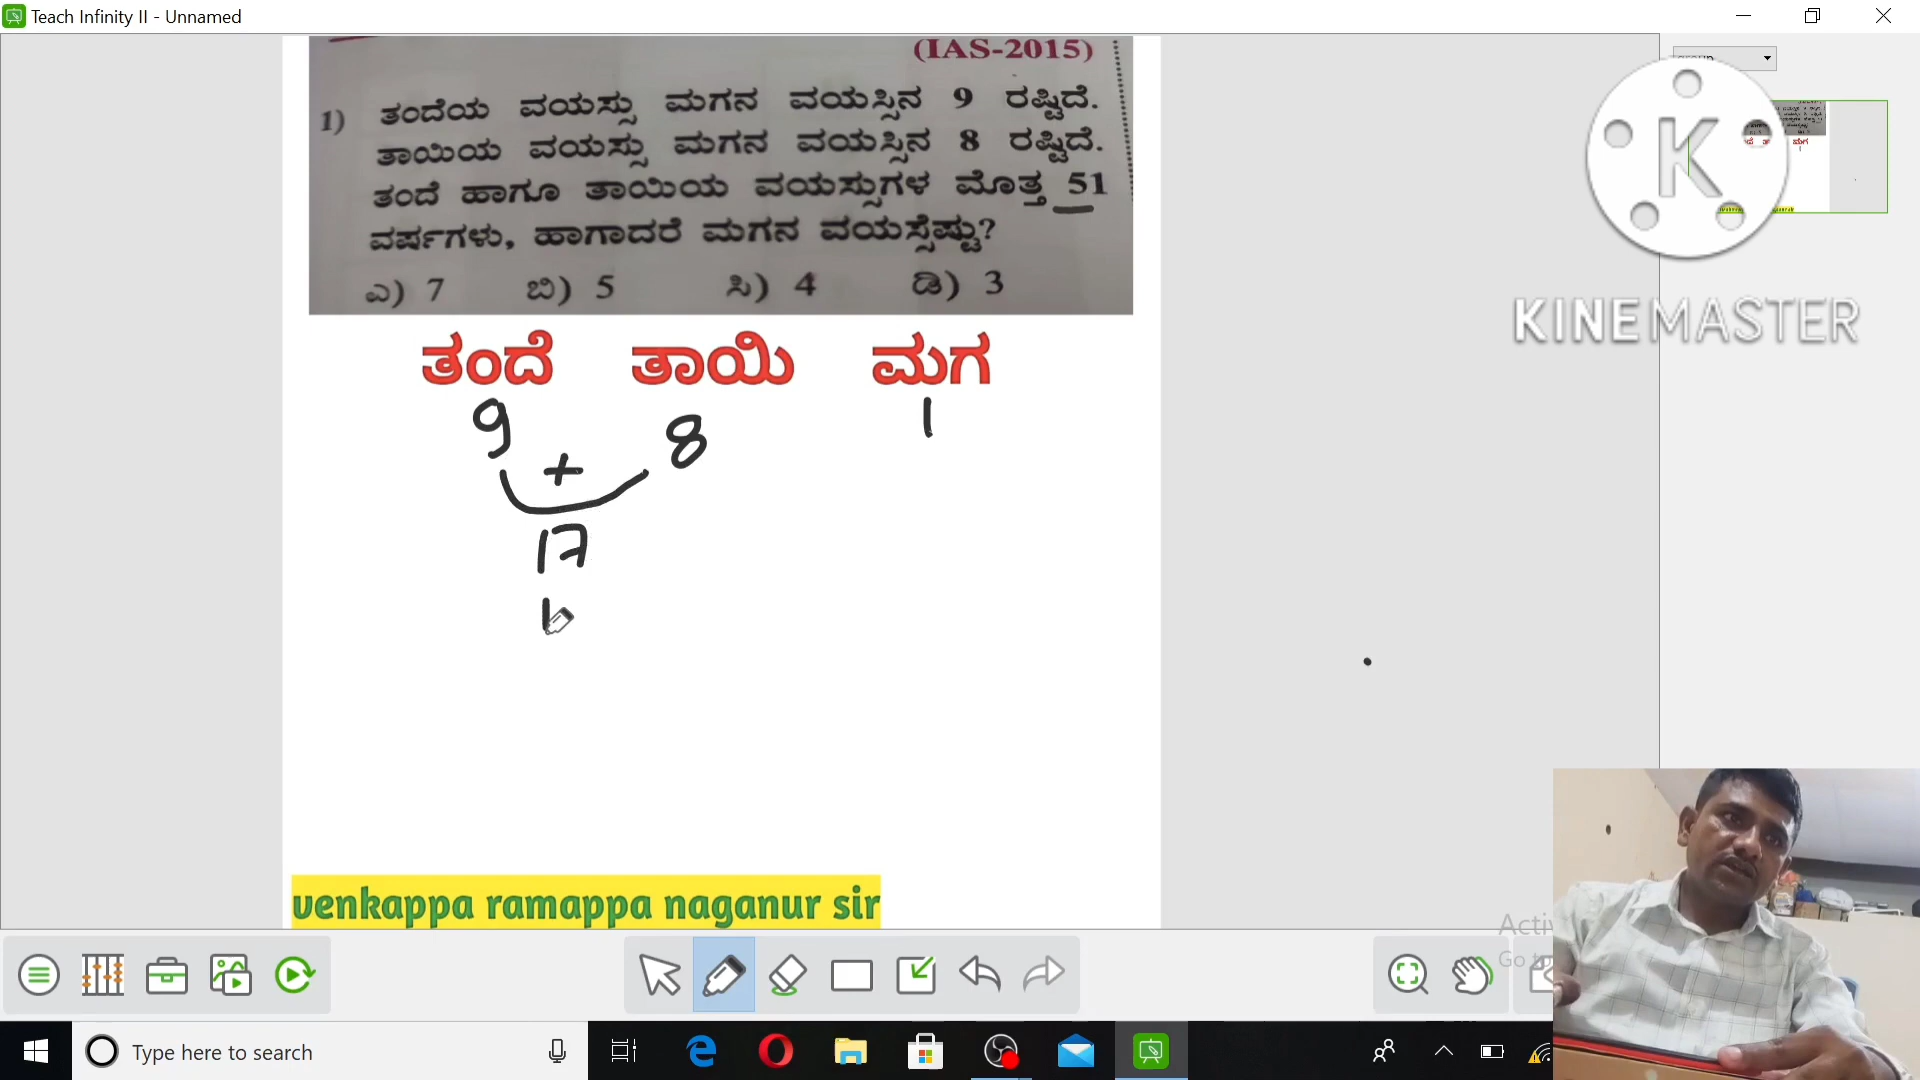 Teach Infinity II - Unnamed
(IAS-2015)
1) ತಂದೆಯ ವಯಸ್ಸು ಮಗನ ವಯಸ್ಸಿನ 9 ರಷ್ಟಿದೆ.
ತಾಯಿಯ ವಯಸ್ಸು ಮಗನ ವಯಸ್ಸಿನ 8 ರಷ್ಟಿದೆ.
ತಂದೆ ಹಾಗೂ ತಾಯಿಯ ವಯಸ್ಸುಗಳ ಮೊತ್ತ 51
ವರ್ಷಗಳು, ಹಾಗಾದರೆ ಮಗನ ವಯಸ್ಸೆಷ್ಟು?
ಎ) 7 ಬಿ) 5 ಸಿ) 4 ಡಿ) 3
ತಂದೆ ತಾಯಿ ಮಗ
9 + 8 1
17
K
KINEMASTER
venkappa ramappa naganur sir
Type here to search